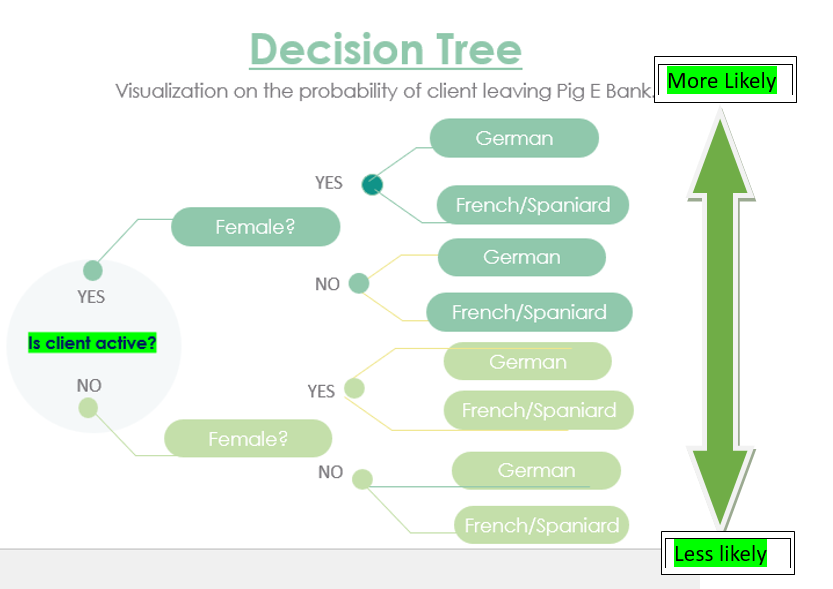 Decision Tree
Visualization on the probability of client leaving Pig E Bank.
More Likely
German
YES
French/Spaniard
Female?
German
NO
French/Spaniard
YES
Is client active?
NO
German
YES
French/Spaniard
Female?
German
NO
French/Spaniard
Less likely